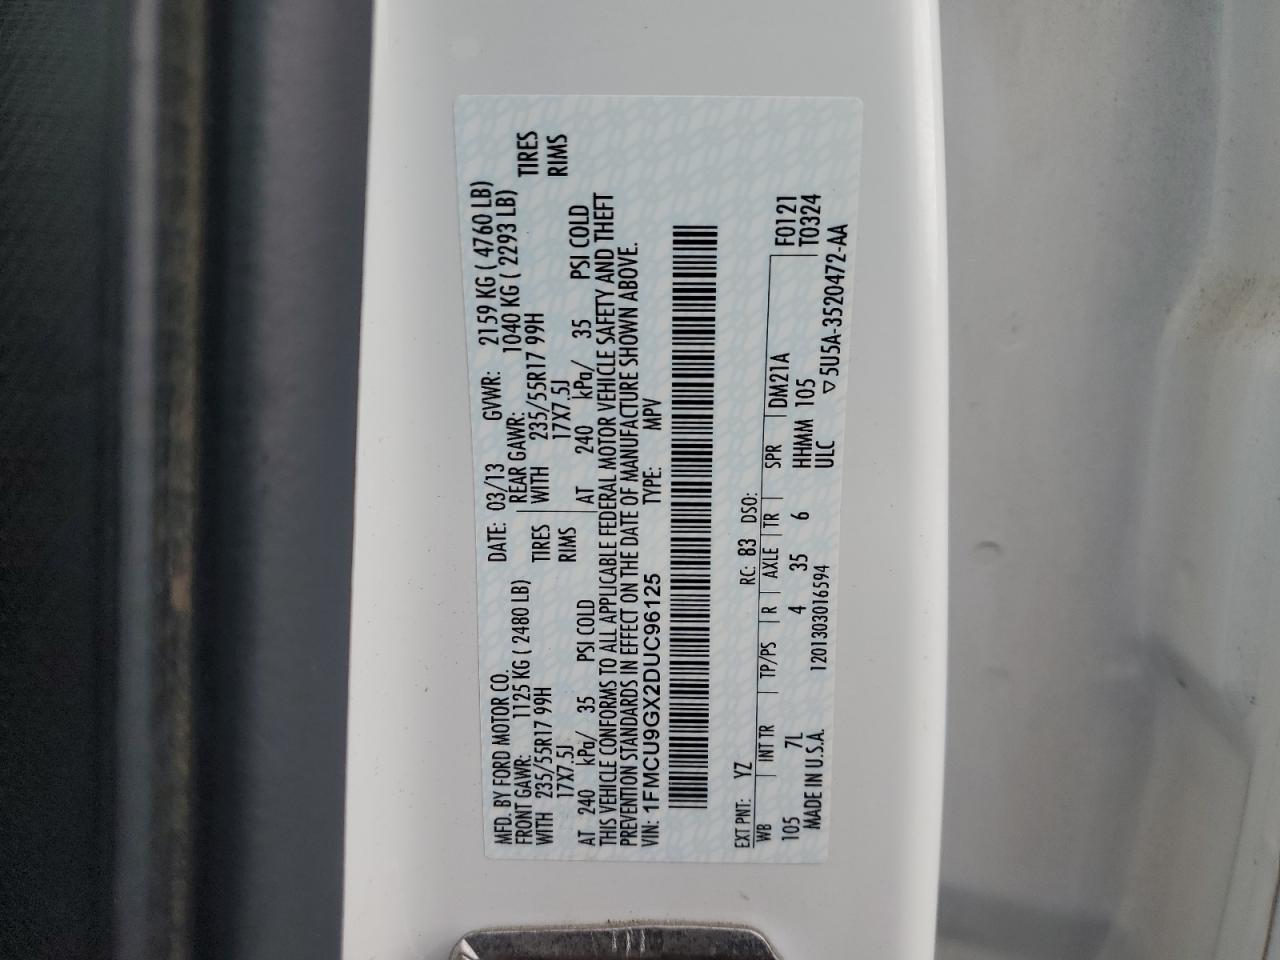 MFD. BY FORD MOTOR CO. DATE: 03/13 GVWR: 2159 KG ( 4760 LB)
FRONT GAWR: 1125 KG ( 2480 LB) REAR GAWR: 1040 KG ( 2293 LB)
WITH 235/55R17 99H TIRES WITH 235/55R17 99H TIRES
17X7.5J RIMS 17X7.5J RIMS
AT 240 kPa/ 35 PSI COLD AT 240 kPa/ 35 PSI COLD
THIS VEHICLE CONFORMS TO ALL APPLICABLE FEDERAL MOTOR VEHICLE SAFETY AND THEFT
PREVENTION STANDARDS IN EFFECT ON THE DATE OF MANUFACTURE SHOWN ABOVE.
VIN: 1FMCU9GX2DUC96125 TYPE: MPV
EXT PNT: YZ RC: 83 DSO: F0121
WB INT TR TP/PS R AXLE TR SPR DM21A T0324
105 7L 4 35 6 HHMM 105
MADE IN U.S.A. 1201303016594 ULC ▽5U5A-3520472-AA